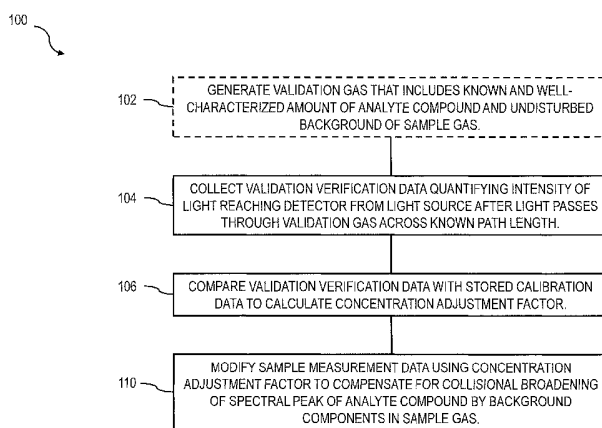 100
102
GENERATE VALIDATION GAS THAT INCLUDES KNOWN AND WELL-
CHARACTERIZED AMOUNT OF ANALYTE COMPOUND AND UNDISTURBED
BACKGROUND OF SAMPLE GAS.
104
COLLECT VALIDATION VERIFICATION DATA QUANTIFYING INTENSITY OF
LIGHT REACHING DETECTOR FROM LIGHT SOURCE AFTER LIGHT PASSES
THROUGH VALIDATION GAS ACROSS KNOWN PATH LENGTH.
106
COMPARE VALIDATION VERIFICATION DATA WITH STORED CALIBRATION
DATA TO CALCULATE CONCENTRATION ADJUSTMENT FACTOR.
110
MODIFY SAMPLE MEASUREMENT DATA USING CONCENTRATION
ADJUSTMENT FACTOR TO COMPENSATE FOR COLLISIONAL BROADENING
OF SPECTRAL PEAK OF ANALYTE COMPOUND BY BACKGROUND
COMPONENTS IN SAMPLE GAS.